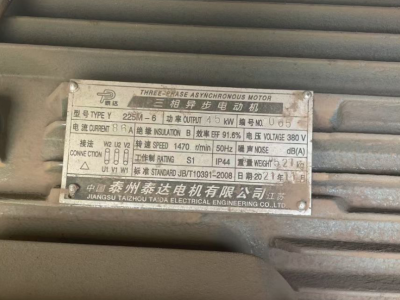 泰达
THREE-PHASE ASYNCHRONOUS MOTOR
三相异步电动机
型号 TYPE Y 225M-6 功率 OUTPUT 45 kW 编号 NO.
电流 CURRENT A 绝缘 INSULATION B 效率 EFF 91.6% 电压 VOLTAGE 380 V
接法 CONNECTION W2 U2 V2 U1 V1 W1 转速 SPEED 1470 r/min 50Hz 噪声 NOISE dB(A)
工作制 RATING S1 IP44 重量 WEIGHT
标准 STANDARD JB/T10391-2008 日 20 21 年 月
中国 泰州泰达电机有限公司 江苏
JIANGSU TAIZHOU TAIDA ELECTRICAL ENGINEERING CO.,LTD